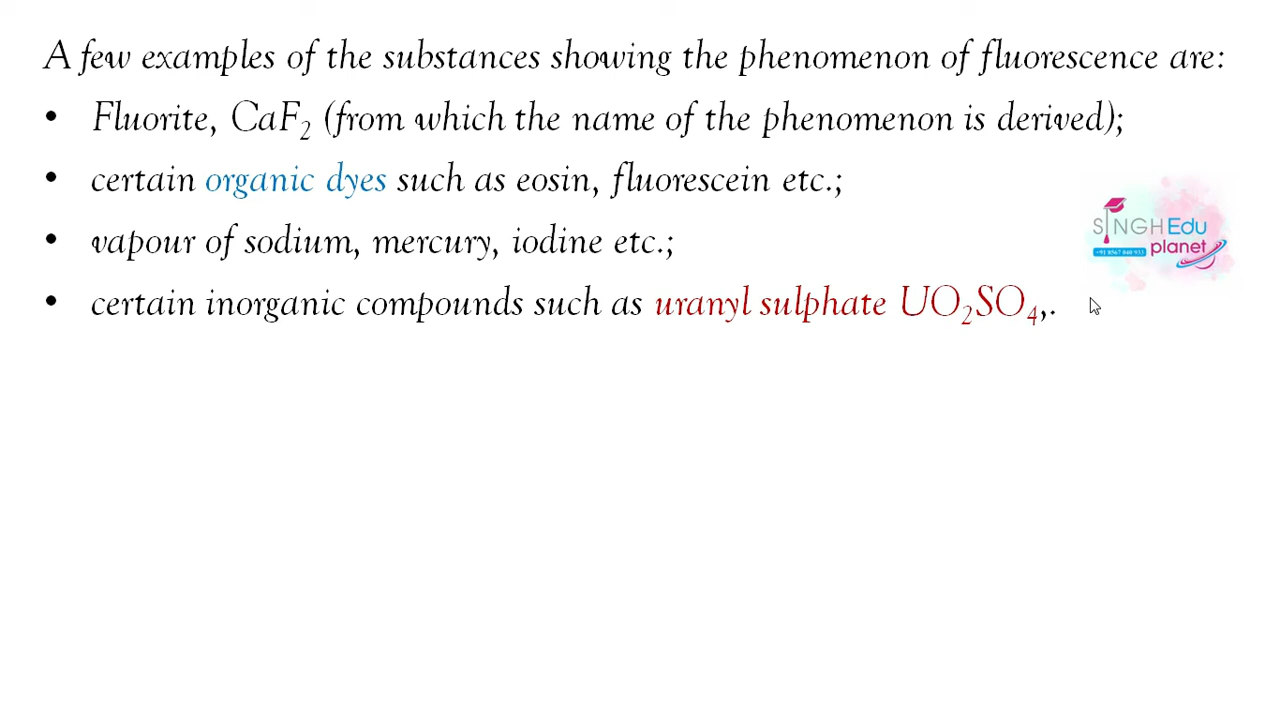 A few examples of the substances showing the phenomenon of fluorescence are:
• Fluorite, CaF₂ (from which the name of the phenomenon is derived);
• certain organic dyes such as eosin, fluorescein etc.;
• vapour of sodium, mercury, iodine etc.;
SINGH Edu
planet
• certain inorganic compounds such as uranyl sulphate UO₂SO₄,.